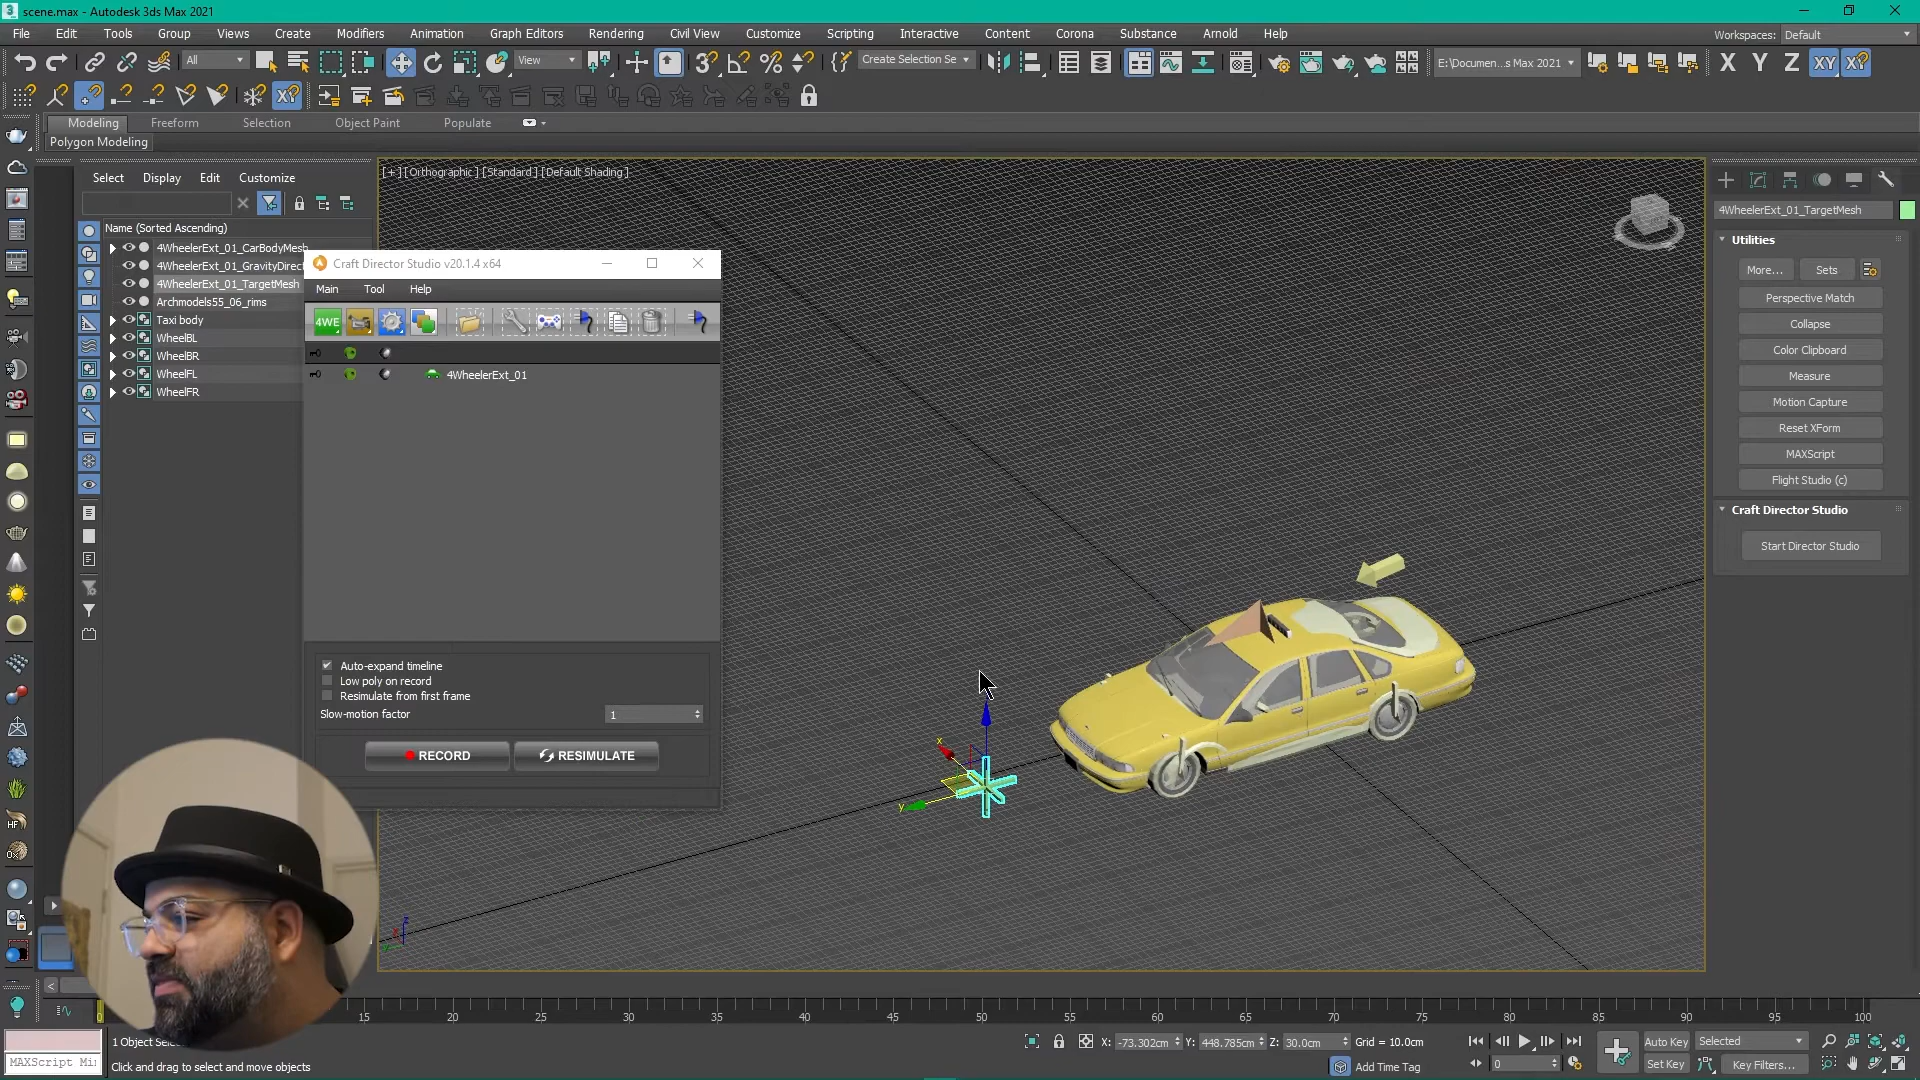 scene.max - Autodesk 3ds Max 2021
File Edit Tools Group Views Create Modifiers Animation Graph Editors Rendering Civil View Customize Scripting Interactive Content Corona Substance Arnold Help
Workspaces: Default
All View Create Selection Se E:\Documen...s Max 2021 X Y Z XY XY
Modeling Freeform Selection Object Paint Populate
Polygon Modeling
Select Display Edit Customize
Name (Sorted Ascending)
4WheelerExt_01_CarBodyMesh
4WheelerExt_01_GravityDirect
4WheelerExt_01_TargetMesh
Archmodels55_06_rims
Taxi body
WheelBL
WheelBR
WheelFL
WheelFR
Craft Director Studio v20.1.4 x64
Main Tool Help
4WE
4WheelerExt_01
Auto-expand timeline
Low poly on record
Resimulate from first frame
Slow-motion factor 1
RECORD RESIMULATE
[+] [Orthographic ] [Standard ] [Default Shading ]
x
y
4WheelerExt_01_TargetMesh
Utilities
More... Sets
Perspective Match
Collapse
Color Clipboard
Measure
Motion Capture
Reset XForm
MAXScript
Flight Studio (c)
Craft Director Studio
Start Director Studio
0 15 20 25 30 35 40 45 50 55 60 65 70 75 80 85 90 95 100
1 Object Sele
X: -73.302cm Y: 448.785cm Z: 30.0cm Grid = 10.0cm
Auto Key Selected
MAXScript Mi
Click and drag to select and move objects
Add Time Tag
0
Set Key Key Filters...